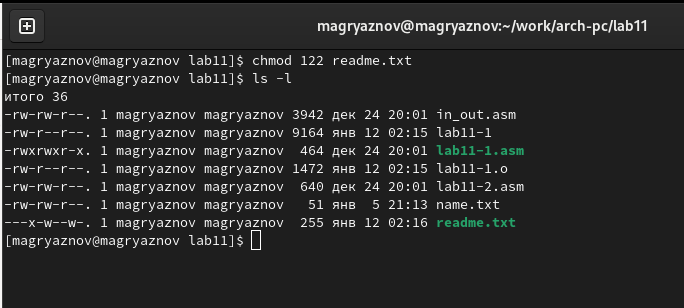 magryaznov@magryaznov:~/work/arch-pc/lab11
[magryaznov@magryaznov lab11]$ chmod 122 readme.txt
[magryaznov@magryaznov lab11]$ ls -l
итого 36
-rw-rw-r--. 1 magryaznov magryaznov 3942 дек 24 20:01 in_out.asm
-rw-r--r--. 1 magryaznov magryaznov 9164 янв 12 02:15 lab11-1
-rwxrwxr-x. 1 magryaznov magryaznov  464 дек 24 20:01 lab11-1.asm
-rw-r--r--. 1 magryaznov magryaznov 1472 янв 12 02:15 lab11-1.o
-rw-rw-r--. 1 magryaznov magryaznov  640 дек 24 20:01 lab11-2.asm
-rw-rw-r--. 1 magryaznov magryaznov   51 янв  5 21:13 name.txt
---x-w--w-. 1 magryaznov magryaznov  255 янв 12 02:16 readme.txt
[magryaznov@magryaznov lab11]$